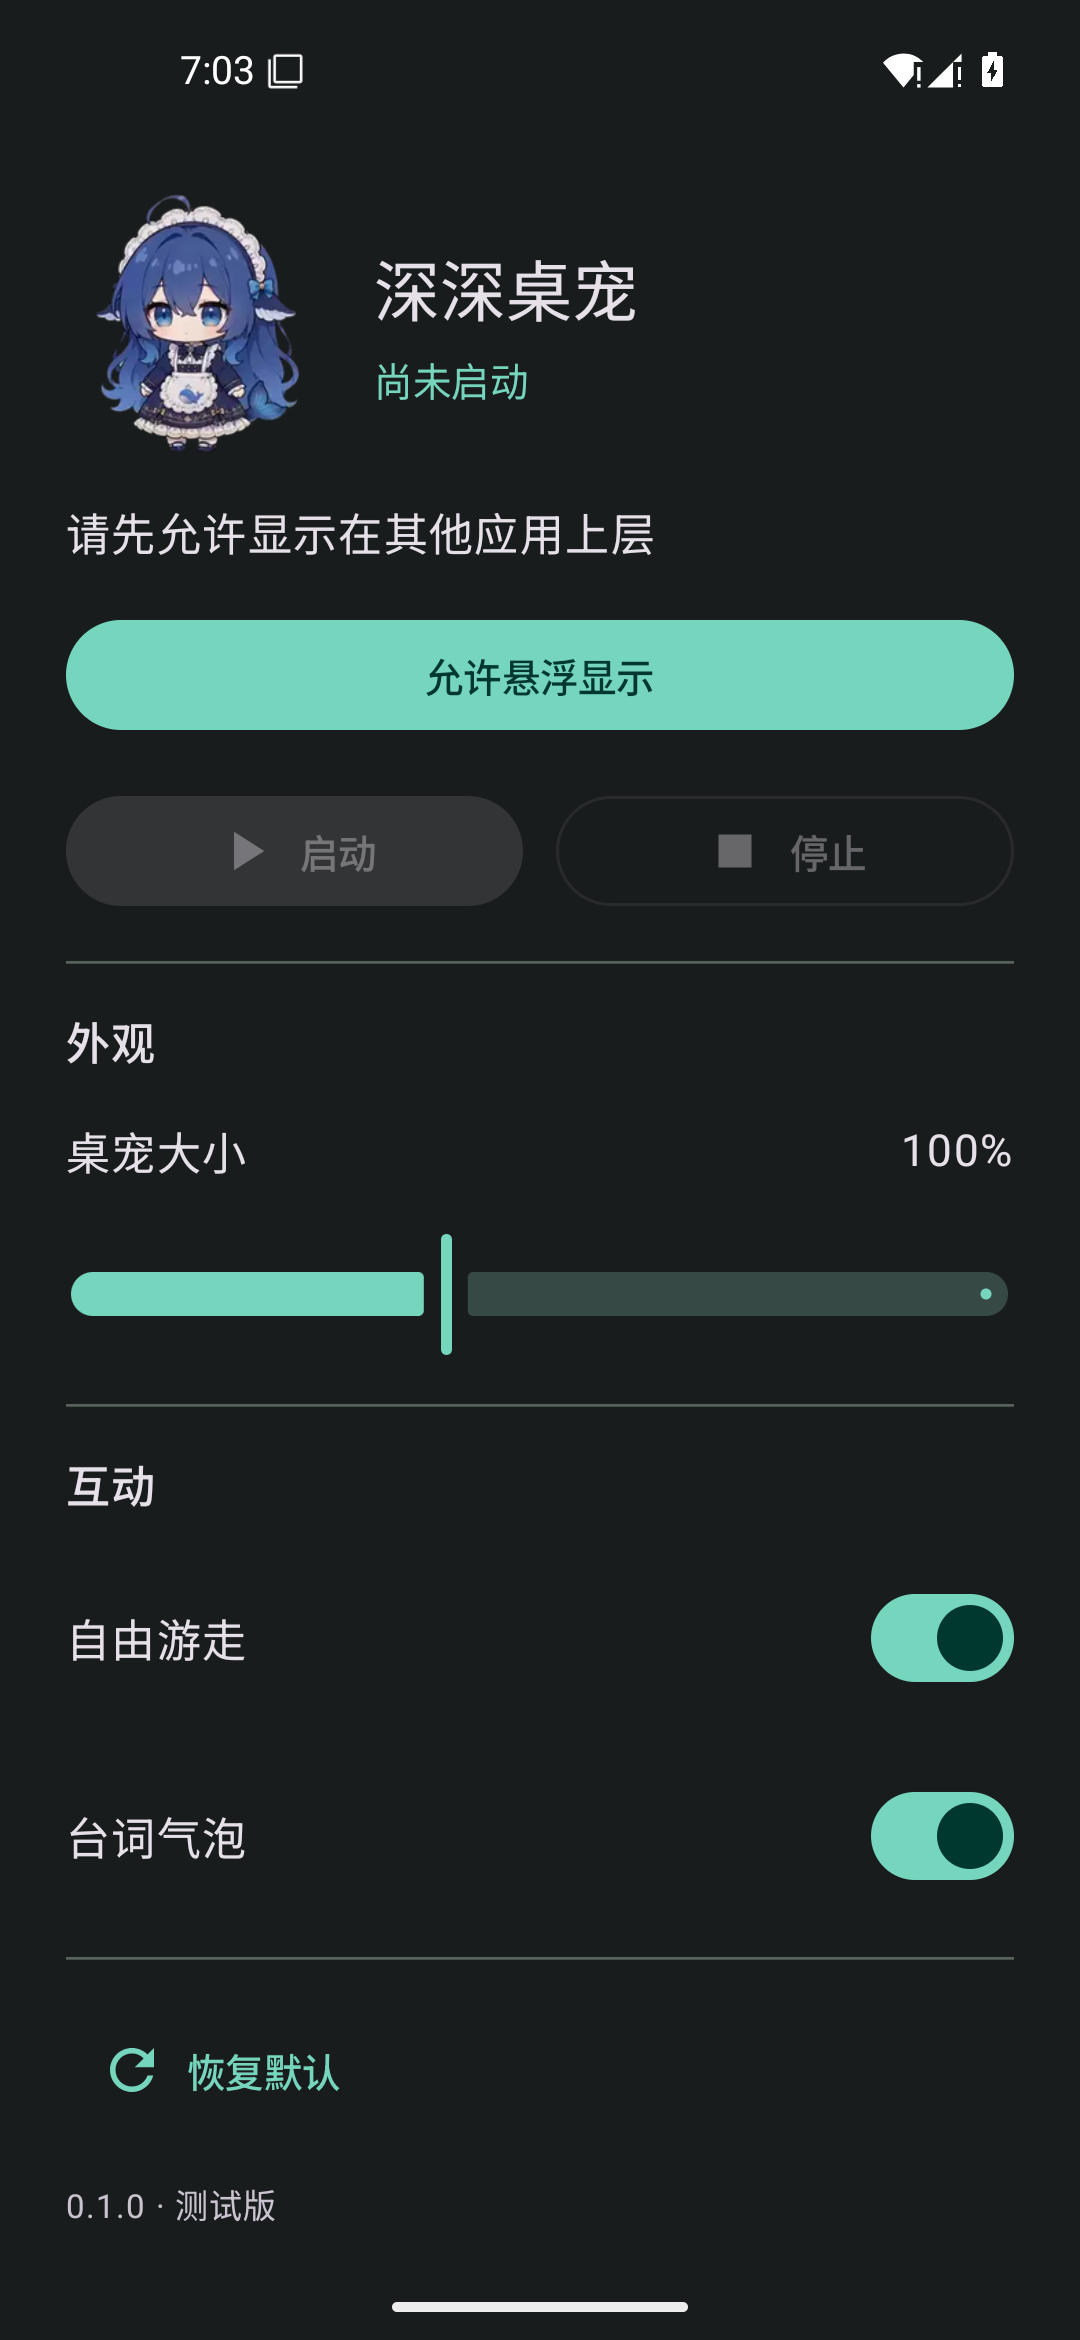 7:03
深深桌宠
尚未启动
请先允许显示在其他应用上层
允许悬浮显示
启动
停止
外观
桌宠大小
100%
互动
自由游走
台词气泡
恢复默认
0.1.0 · 测试版